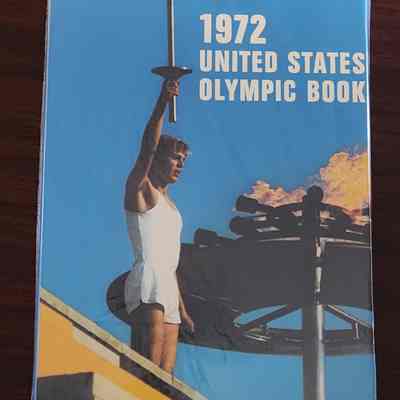 1972
UNITED STATES
OLYMPIC BOOK